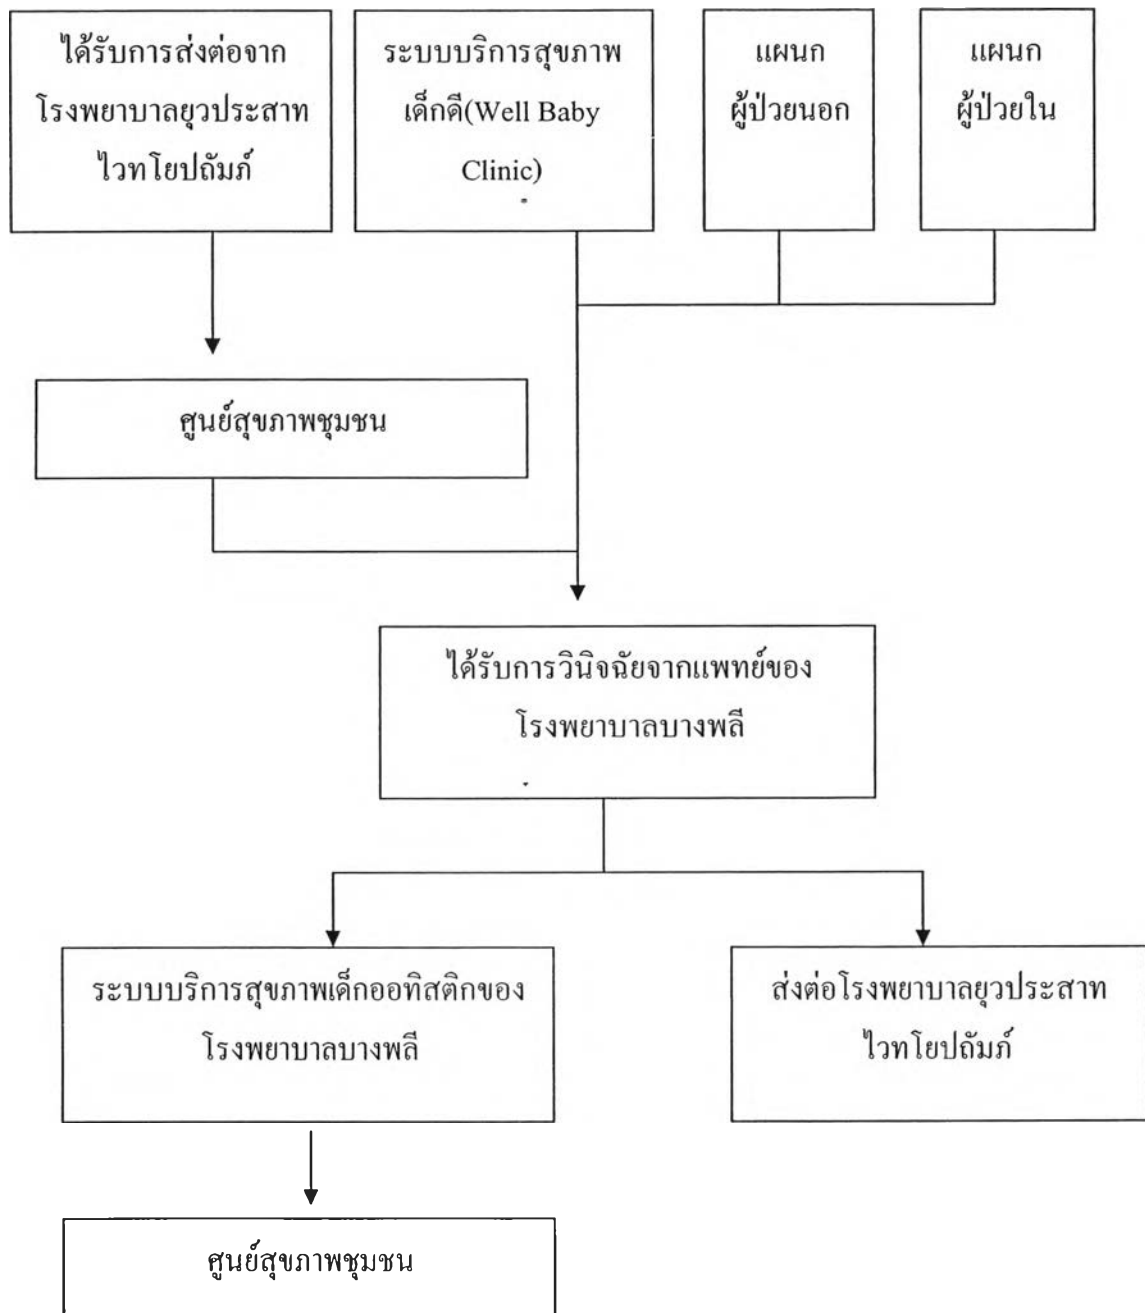 ได้รับการส่งต่อจาก
โรงพยาบาลยุวประสาท
ไวทโยปถัมภ์
ระบบบริการสุขภาพ
เด็กดี(Well Baby
Clinic)
แผนก
ผู้ป่วยนอก
แผนก
ผู้ป่วยใน
ศูนย์สุขภาพชุมชน
ได้รับการวินิจฉัยจากแพทย์ของ
โรงพยาบาลบางพลี
ระบบบริการสุขภาพเด็กออทิสติกของ
โรงพยาบาลบางพลี
ส่งต่อโรงพยาบาลยุวประสาท
ไวทโยปถัมภ์
ศูนย์สุขภาพชุมชน